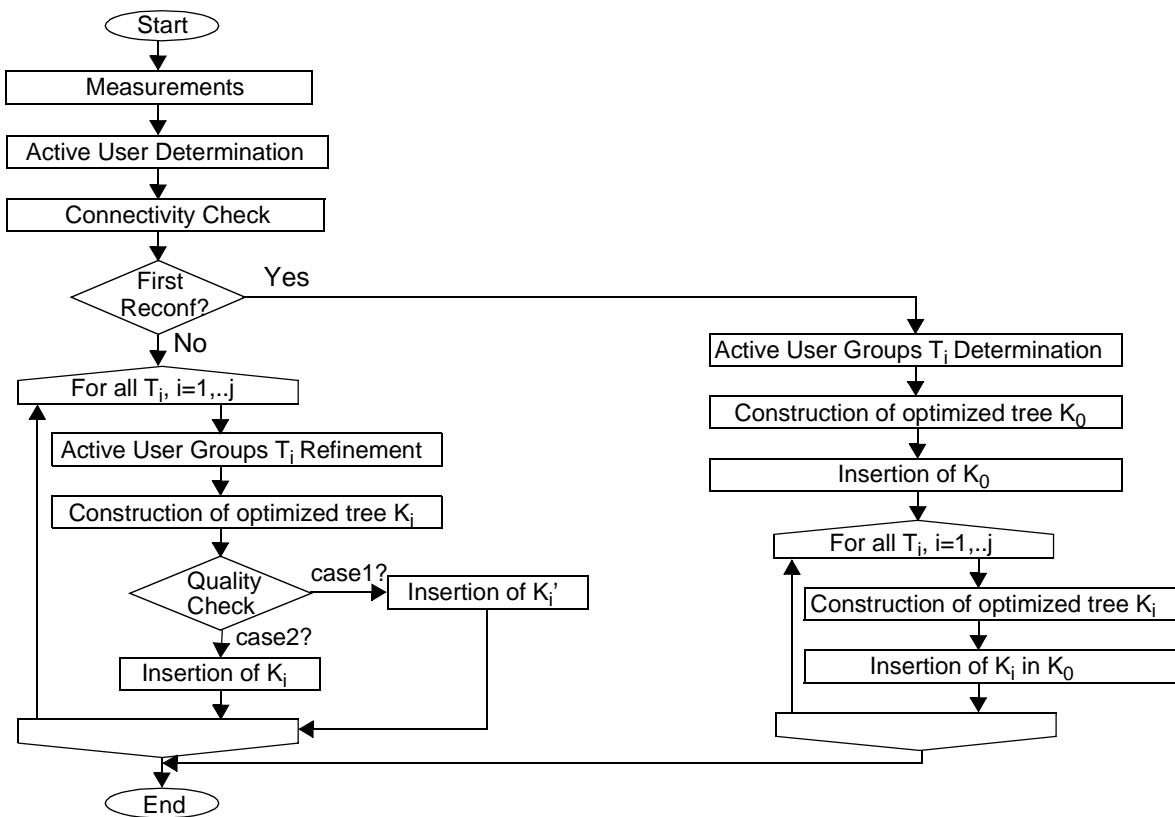 Start
Measurements
Active User Determination
Connectivity Check
First
Reconf?
Yes
No
For all Tᵢ, i=1,..j
Active User Groups Tᵢ Refinement
Construction of optimized tree Kᵢ
Quality
Check
case1?
Insertion of Kᵢ’
case2?
Insertion of Kᵢ
Active User Groups Tᵢ Determination
Construction of optimized tree K₀
Insertion of K₀
For all Tᵢ, i=1,..j
Construction of optimized tree Kᵢ
Insertion of Kᵢ in K₀
End